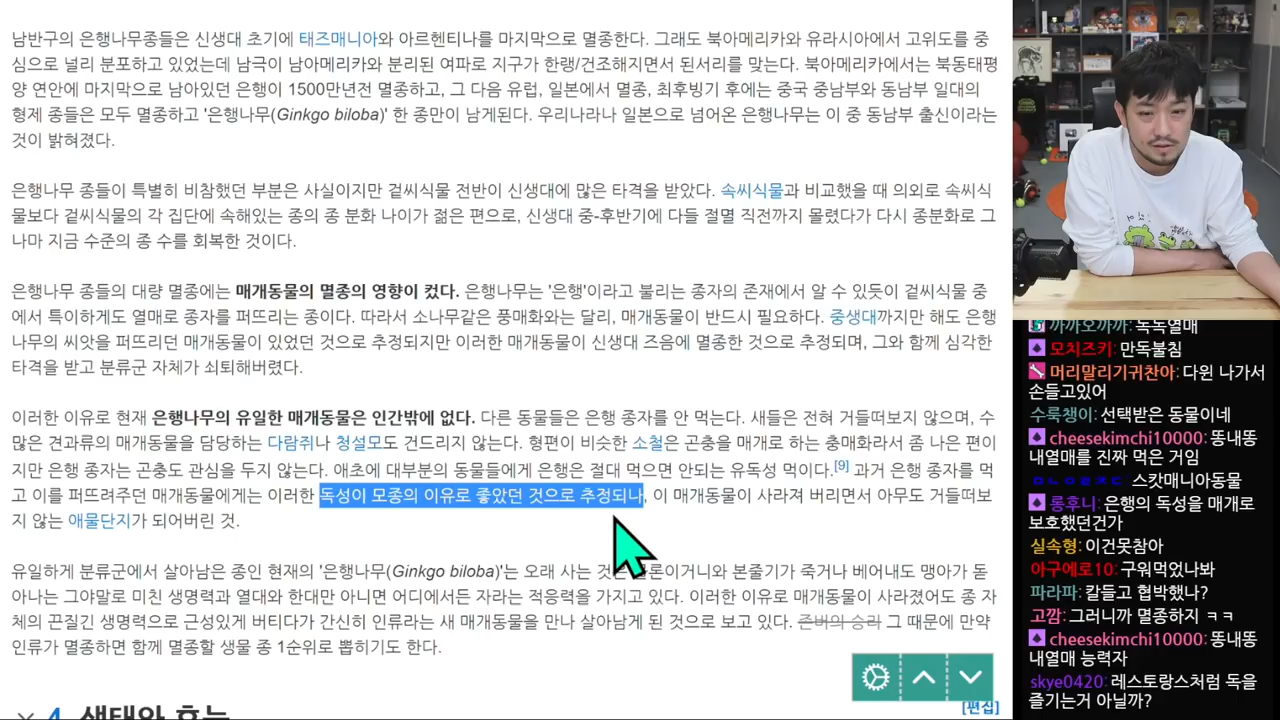 남반구의 은행나무종들은 신생대 초기에 태즈매니아와 아르헨티나를 마지막으로 멸종한다. 그래도 북아메리카와 유라시아에서 고위도를 중
심으로 널리 분포하고 있었는데 남극이 남아메리카와 분리된 여파로 지구가 한랭/건조해지면서 된서리를 맞는다. 북아메리카에서는 북동태평
양 연안에 마지막으로 남아있던 은행이 1500만년전 멸종하고, 그 다음 유럽, 일본에서 멸종, 최후빙기 후에는 중국 중남부와 동남부 일대의
형제 종들은 모두 멸종하고 '은행나무(Ginkgo biloba)' 한 종만이 남게된다. 우리나라나 일본으로 넘어온 은행나무는 이 중 동남부 출신이라는
것이 밝혀졌다.
은행나무 종들이 특별히 비참했던 부분은 사실이지만 겉씨식물 전반이 신생대에 많은 타격을 받았다. 속씨식물과 비교했을 때 의외로 속씨식
물보다 겉씨식물의 각 집단에 속해있는 종의 종 분화 나이가 젊은 편으로, 신생대 중-후반기에 다들 절멸 직전까지 몰렸다가 다시 종분화로 그
나마 지금 수준의 종 수를 회복한 것이다.
은행나무 종들의 대량 멸종에는 매개동물의 멸종의 영향이 컸다. 은행나무는 '은행'이라고 불리는 종자의 존재에서 알 수 있듯이 겉씨식물 중
에서 특이하게도 열매로 종자를 퍼뜨리는 종이다. 따라서 소나무같은 풍매화와는 달리, 매개동물이 반드시 필요하다. 중생대까지만 해도 은행
나무의 씨앗을 퍼뜨리던 매개동물이 있었던 것으로 추정되지만 이러한 매개동물이 신생대 즈음에 멸종한 것으로 추정되며, 그와 함께 심각한
타격을 받고 분류군 자체가 쇠퇴해버렸다.
이러한 이유로 현재 은행나무의 유일한 매개동물은 인간밖에 없다. 다른 동물들은 은행 종자를 안 먹는다. 새들은 전혀 거들떠보지 않으며, 수
많은 견과류의 매개동물을 담당하는 다람쥐나 청설모도 건드리지 않는다. 형편이 비슷한 소철은 곤충을 매개로 하는 충매화라서 좀 나은 편이
지만 은행 종자는 곤충도 관심을 두지 않는다. 애초에 대부분의 동물들에게 은행은 절대 먹으면 안되는 유독성 먹이다.[9] 과거 은행 종자를 먹
고 이를 퍼뜨려주던 매개동물에게는 이러한 독성이 모종의 이유로 좋았던 것으로 추정되나, 이 매개동물이 사라져 버리면서 아무도 거들떠보
지 않는 애물단지가 되어버린 것.
유일하게 분류군에서 살아남은 종인 현재의 '은행나무(Ginkgo biloba)'는 오래 사는 것은 물론이거니와 본줄기가 죽거나 베어내도 맹아가 돋
아나는 그야말로 미친 생명력과 열대와 한대만 아니면 어디에서든 자라는 적응력을 가지고 있다. 이러한 이유로 매개동물이 사라졌어도 종 자
체의 끈질긴 생명력으로 근성있게 버티다가 간신히 인류라는 새 매개동물을 만나 살아남게 된 것으로 보고 있다. 존버의 승리 그 때문에 만약
인류가 멸종하면 함께 멸종할 생물 종 1순위로 뽑히기도 한다.
[편집]
4. 생태와 효능
까까오까까: 독독열매
모치즈키: 만독불침
머리말리기귀찬아: 다윈 나가서
손들고있어
수룩챙이: 선택받은 동물이네
cheesekimchi10000: 똥내똥
내열매를 진짜 먹은 거임
스캇매니아동물
롱후니: 은행의 독성을 매개로
보호했던건가
실속형: 이건못참아
아구에로10: 구워먹었나봐
파라파: 칼들고 협박했나?
고깜: 그러니까 멸종하지 ㅋㅋ
cheesekimchi10000: 똥내똥
내열매 능력자
skye0420: 레스토랑스처럼 독을
즐기는거 아닐까?